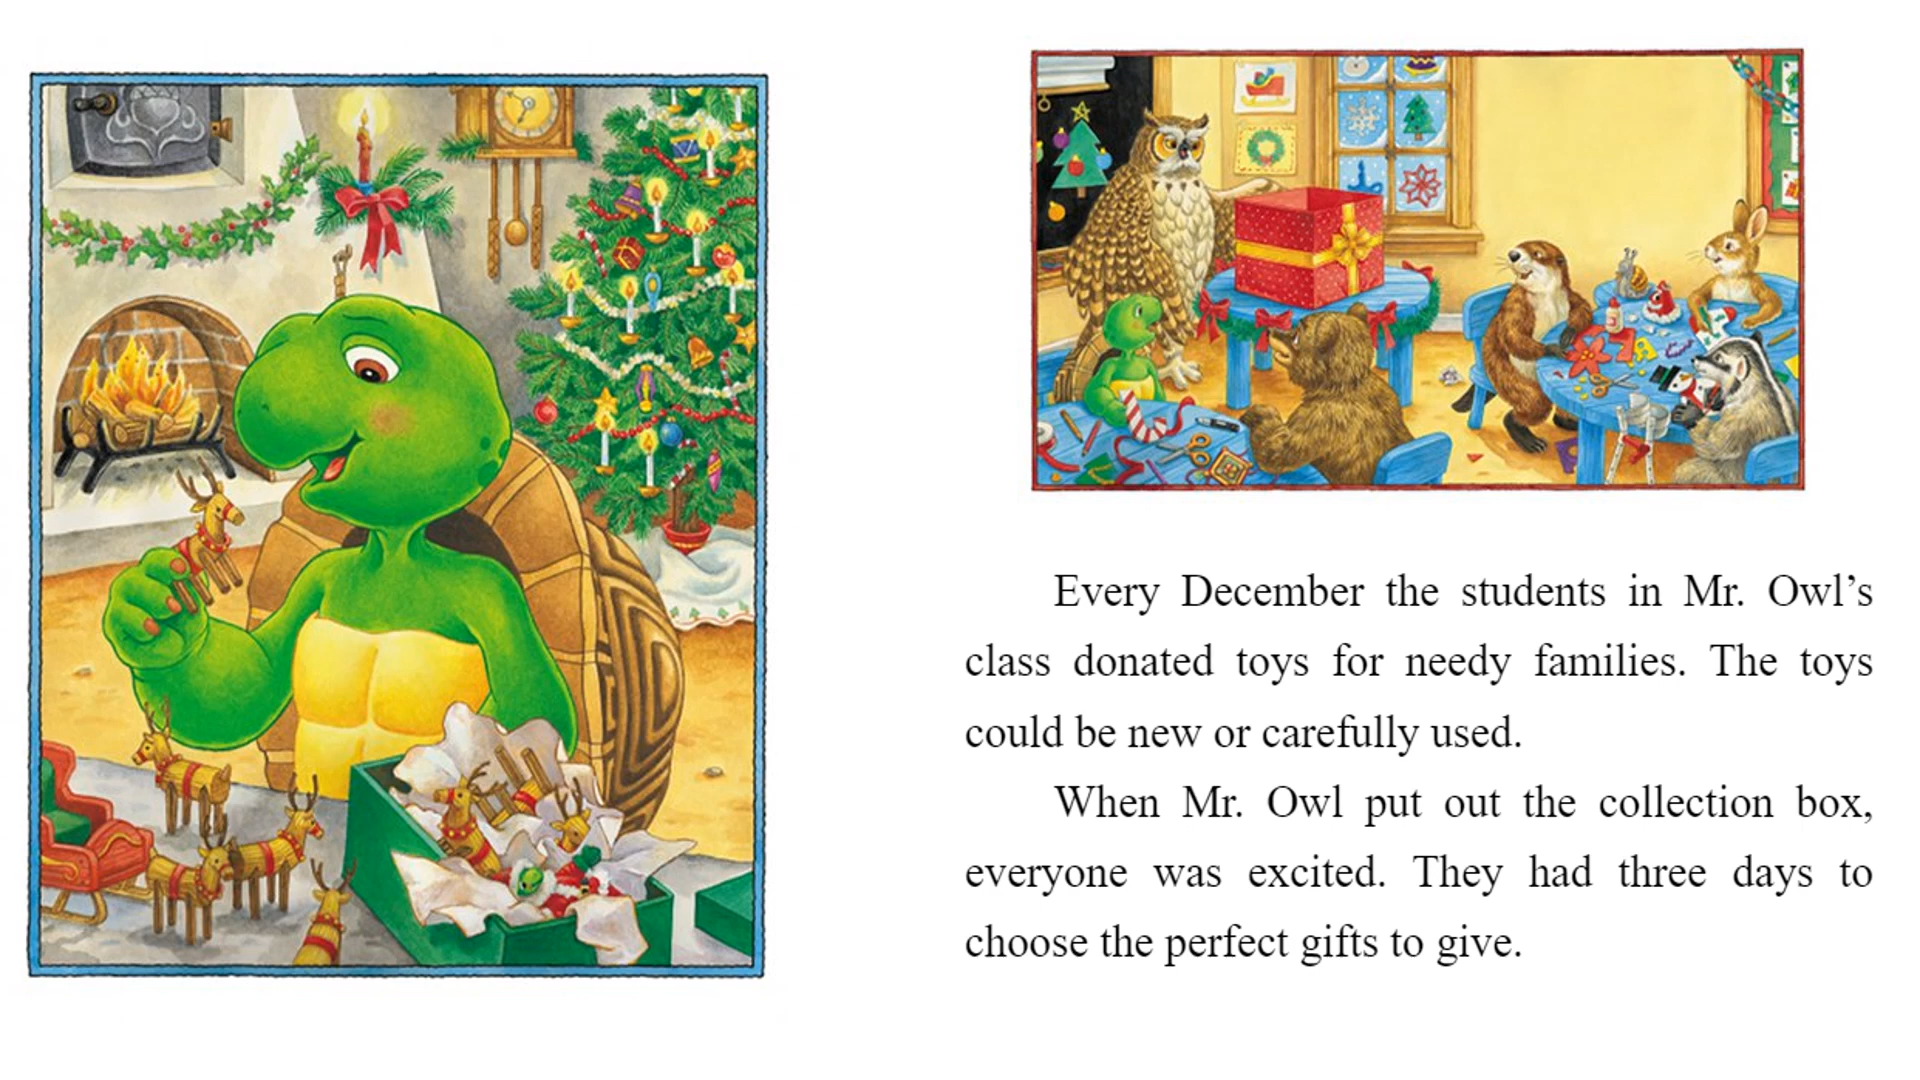 Every December the students in Mr. Owl’s
class donated toys for needy families. The toys
could be new or carefully used.
When Mr. Owl put out the collection box,
everyone was excited. They had three days to
choose the perfect gifts to give.